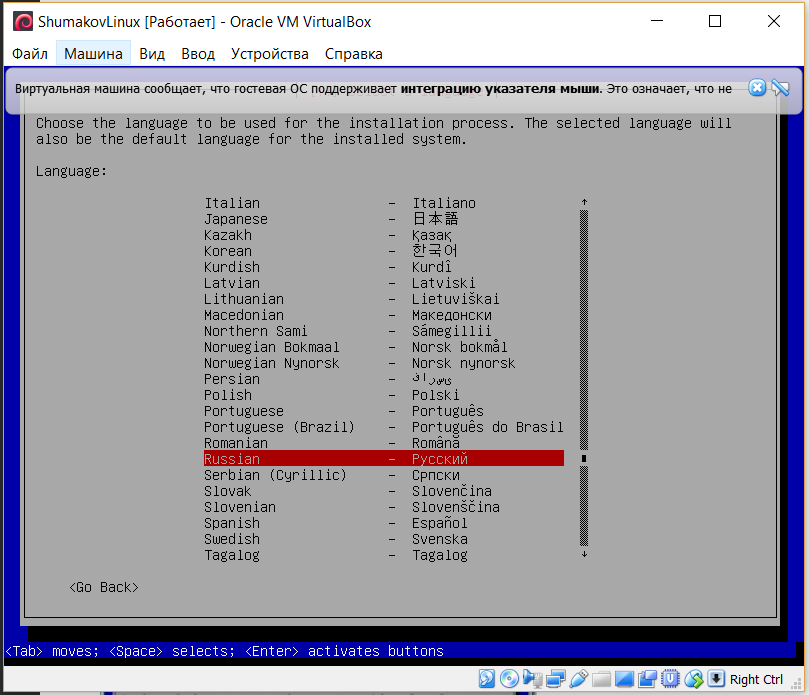 ShumakovLinux [Работает] - Oracle VM VirtualBox
Файл Машина Вид Ввод Устройства Справка
Виртуальная машина сообщает, что гостевая ОС поддерживает интеграцию указателя мыши. Это означает, что не
Choose the language to be used for the installation process. The selected language will
also be the default language for the installed system.
Language:
Italian - Italiano
Japanese - 日本語
Kazakh - Қазақ
Korean - 한국어
Kurdish - Kurdî
Latvian - Latviski
Lithuanian - Lietuviškai
Macedonian - Македонски
Northern Sami - Sámegillii
Norwegian Bokmaal - Norsk bokmål
Norwegian Nynorsk - Norsk nynorsk
Persian - فارسی
Polish - Polski
Portuguese - Português
Portuguese (Brazil) - Português do Brasil
Romanian - Română
Russian - Русский
Serbian (Cyrillic) - Српски
Slovak - Slovenčina
Slovenian - Slovenščina
Spanish - Español
Swedish - Svenska
Tagalog - Tagalog
<Go Back>
<Tab> moves; <Space> selects; <Enter> activates buttons
Right Ctrl